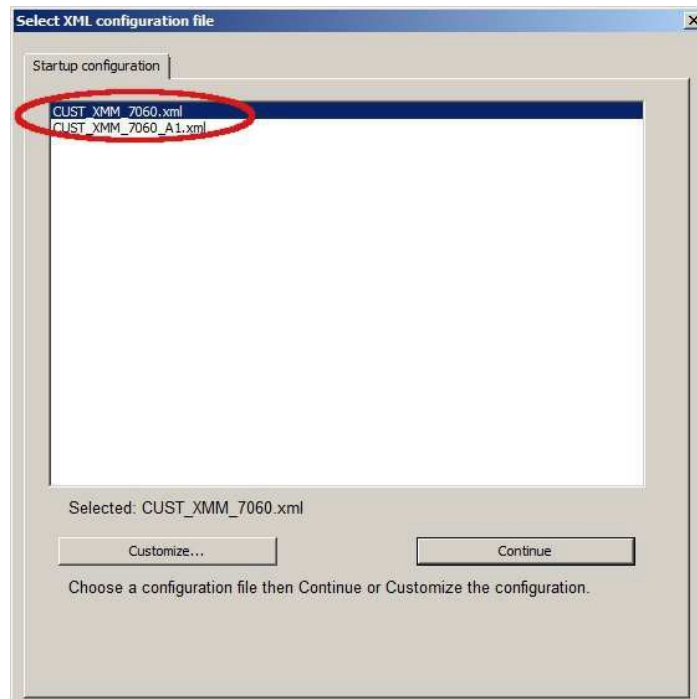 Select XML configuration file
Startup configuration
CUST_XMM_7060.xml
CUST_XMM_7060_A1.xml
Selected: CUST_XMM_7060.xml
Customize...
Continue
Choose a configuration file then Continue or Customize the configuration.